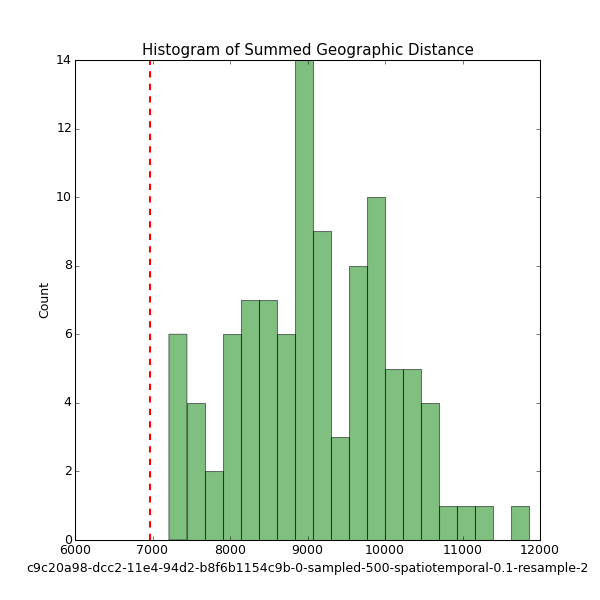 Histogram of Summed Geographic Distance
14
12
10
8
6
4
2
0
Count
6000 7000 8000 9000 10000 11000 12000
c9c20a98-dcc2-11e4-94d2-b8f6b1154c9b-0-sampled-500-spatiotemporal-0.1-resample-2